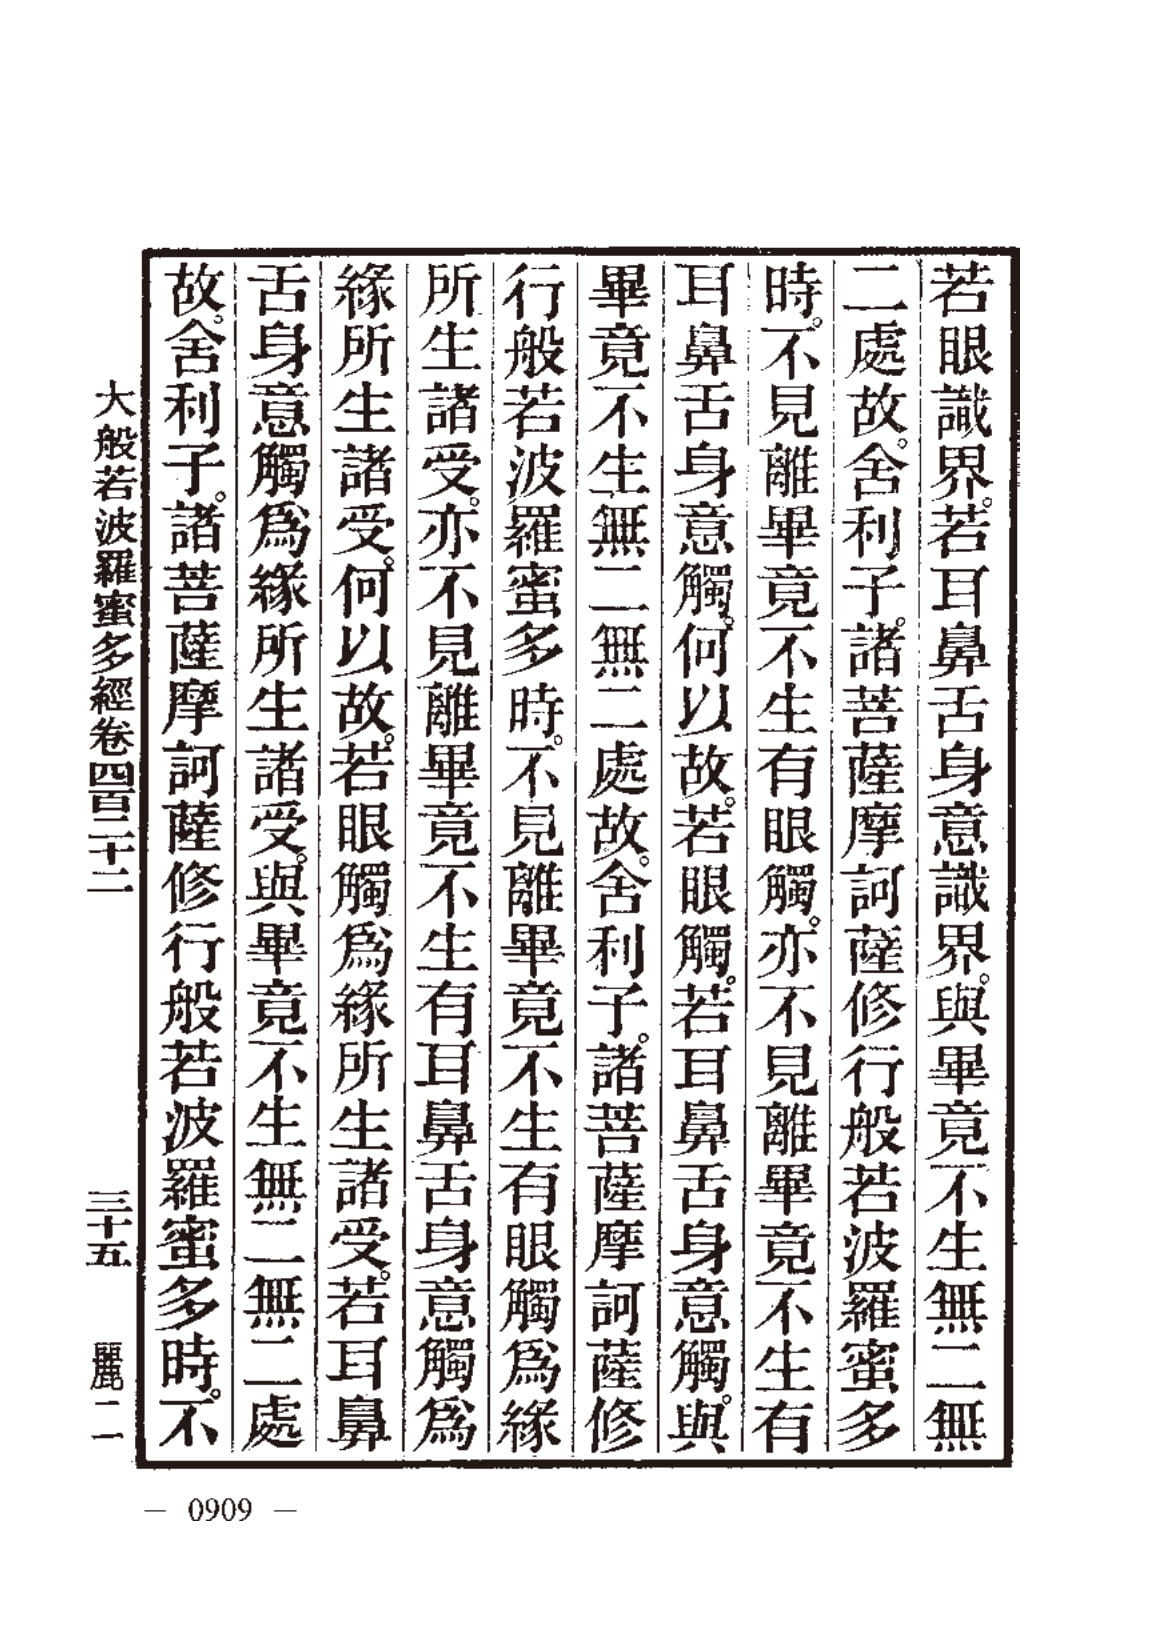 若眼識界。若耳鼻舌身意識界。與畢竟不生無二無
二處故。舍利子。諸菩薩摩訶薩修行般若波羅蜜多
時。不見離畢竟不生有眼觸。亦不見離畢竟不生有
耳鼻舌身意觸。何以故。若眼觸。若耳鼻舌身意觸。與
畢竟不生無二無二處故。舍利子。諸菩薩摩訶薩修
行般若波羅蜜多時。不見離畢竟不生有眼觸爲緣
所生諸受。亦不見離畢竟不生有耳鼻舌身意觸爲
緣所生諸受。何以故。若眼觸爲緣所生諸受。若耳鼻
舌身意觸爲緣所生諸受。與畢竟不生無二無二處
故。舍利子。諸菩薩摩訶薩修行般若波羅蜜多時。不
大般若波羅蜜多經卷四百二十二 三十五 麗二
— 0909 —